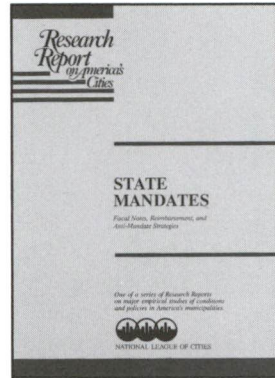 Research
Report
on America's
Cities
STATE
MANDATES
Fiscal Notes, Reimbursement, and
Anti-Mandate Strategies
One of a series of Research Reports
on major empirical studies of conditions
and policies in America's municipalities
NATIONAL LEAGUE OF CITIES